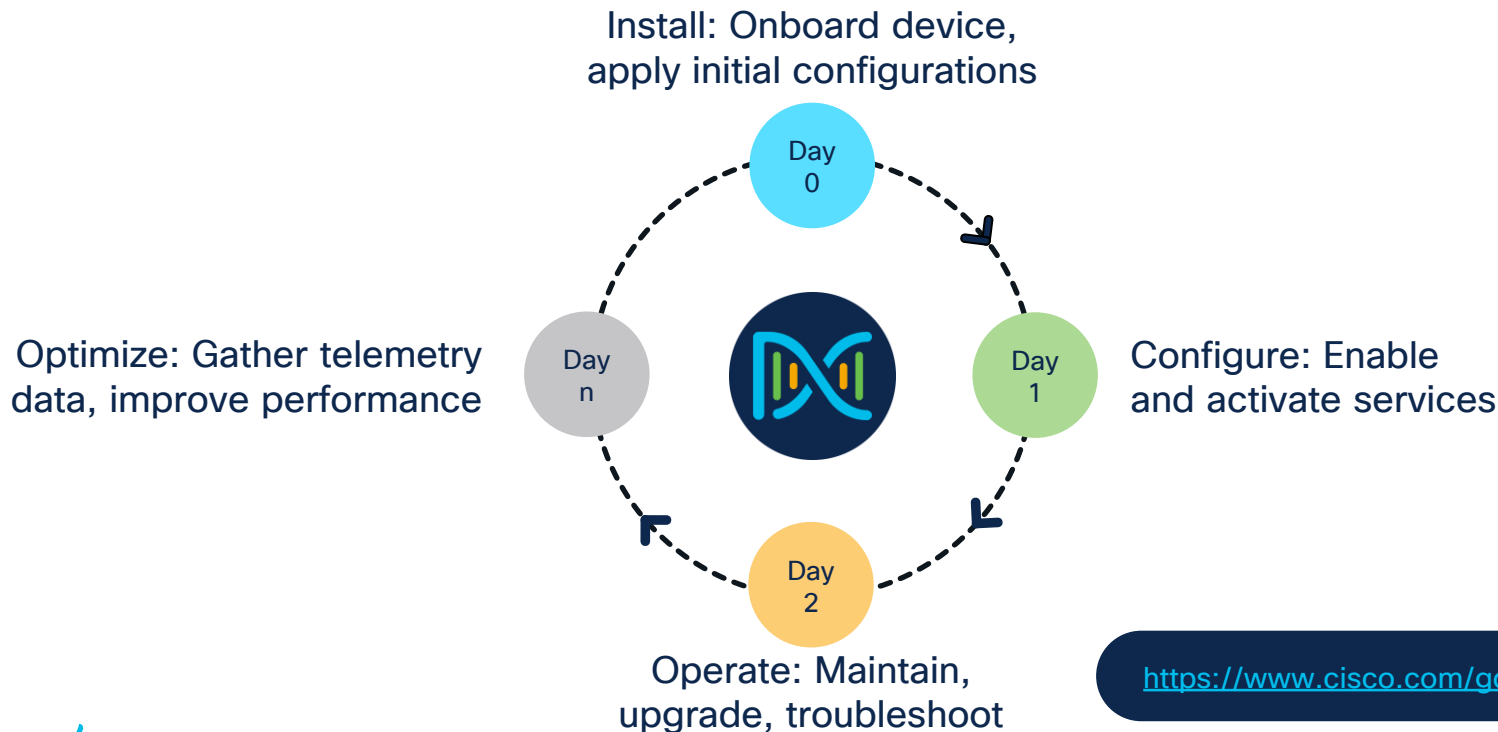 Install: Onboard device,
apply initial configurations
Day
0
Optimize: Gather telemetry
data, improve performance
Day
n
Day
1
Configure: Enable
and activate services
Day
2
Operate: Maintain,
upgrade, troubleshoot
https://www.cisco.com/go